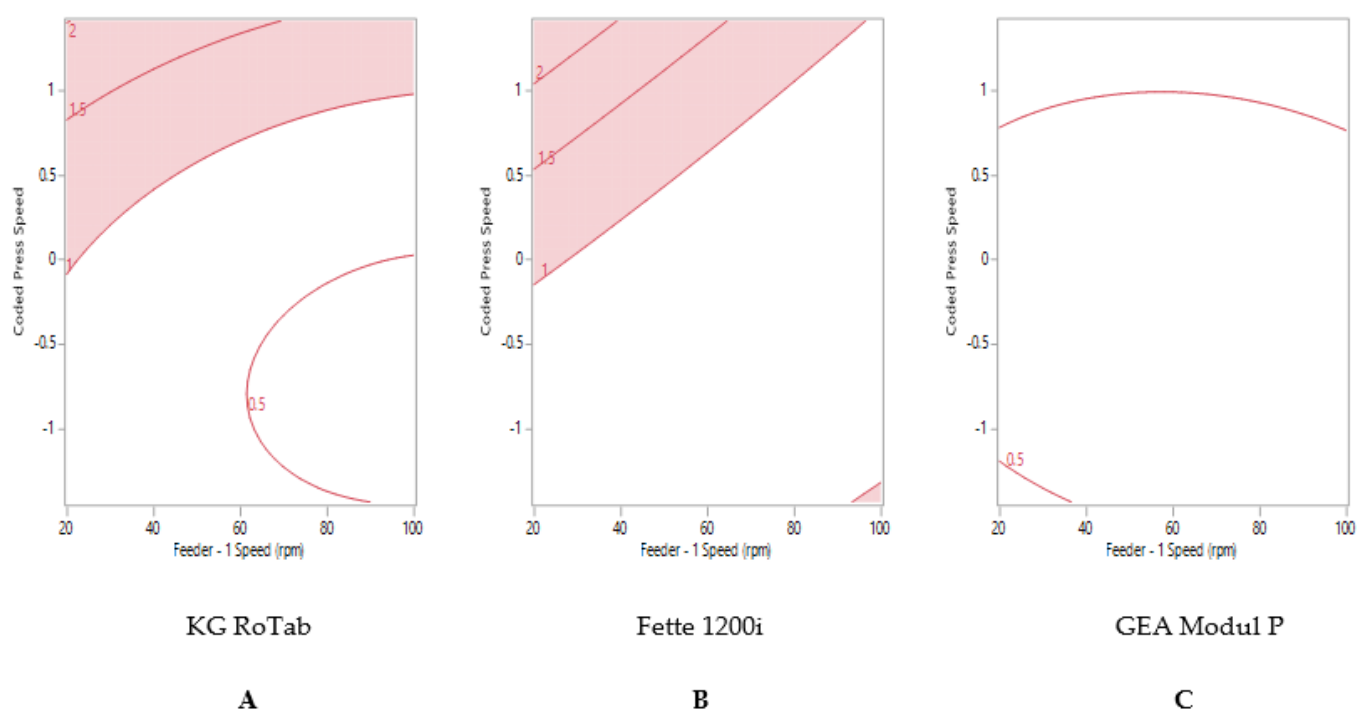 2
1.5
1
0.5
1
0.5
0
-0.5
-1
20 40 60 80 100
Feeder - 1 Speed (rpm)
Coded Press Speed
KG RoTab
A
2
1.5
1
1
0.5
0
-0.5
-1
20 40 60 80 100
Feeder - 1 Speed (rpm)
Coded Press Speed
Fette 1200i
B
0.5
1
0.5
0
-0.5
-1
20 40 60 80 100
Feeder - 1 Speed (rpm)
Coded Press Speed
GEA Modul P
C